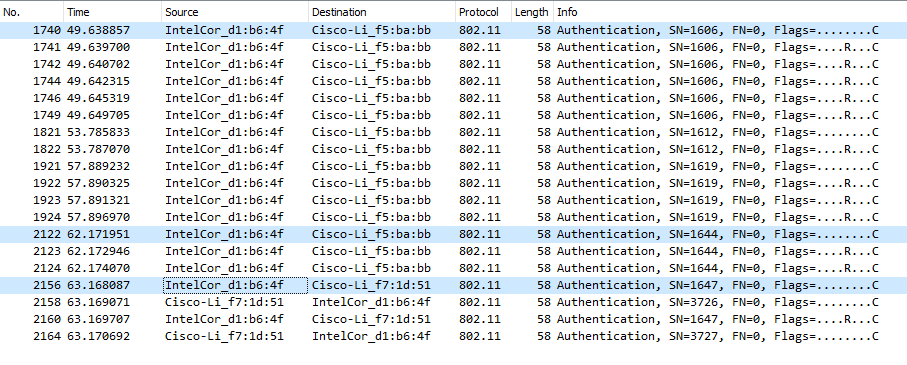 No. Time Source Destination Protocol Length Info
1740 49.638857 IntelCor_d1:b6:4f Cisco-Li_f5:ba:bb 802.11 58 Authentication, SN=1606, FN=0, Flags=........C
1741 49.639700 IntelCor_d1:b6:4f Cisco-Li_f5:ba:bb 802.11 58 Authentication, SN=1606, FN=0, Flags=....R...C
1742 49.640702 IntelCor_d1:b6:4f Cisco-Li_f5:ba:bb 802.11 58 Authentication, SN=1606, FN=0, Flags=....R...C
1744 49.642315 IntelCor_d1:b6:4f Cisco-Li_f5:ba:bb 802.11 58 Authentication, SN=1606, FN=0, Flags=....R...C
1746 49.645319 IntelCor_d1:b6:4f Cisco-Li_f5:ba:bb 802.11 58 Authentication, SN=1606, FN=0, Flags=....R...C
1749 49.649705 IntelCor_d1:b6:4f Cisco-Li_f5:ba:bb 802.11 58 Authentication, SN=1606, FN=0, Flags=....R...C
1821 53.785833 IntelCor_d1:b6:4f Cisco-Li_f5:ba:bb 802.11 58 Authentication, SN=1612, FN=0, Flags=........C
1822 53.787070 IntelCor_d1:b6:4f Cisco-Li_f5:ba:bb 802.11 58 Authentication, SN=1612, FN=0, Flags=....R...C
1921 57.889232 IntelCor_d1:b6:4f Cisco-Li_f5:ba:bb 802.11 58 Authentication, SN=1619, FN=0, Flags=........C
1922 57.890325 IntelCor_d1:b6:4f Cisco-Li_f5:ba:bb 802.11 58 Authentication, SN=1619, FN=0, Flags=....R...C
1923 57.891321 IntelCor_d1:b6:4f Cisco-Li_f5:ba:bb 802.11 58 Authentication, SN=1619, FN=0, Flags=....R...C
1924 57.896970 IntelCor_d1:b6:4f Cisco-Li_f5:ba:bb 802.11 58 Authentication, SN=1619, FN=0, Flags=....R...C
2122 62.171951 IntelCor_d1:b6:4f Cisco-Li_f5:ba:bb 802.11 58 Authentication, SN=1644, FN=0, Flags=........C
2123 62.172946 IntelCor_d1:b6:4f Cisco-Li_f5:ba:bb 802.11 58 Authentication, SN=1644, FN=0, Flags=....R...C
2124 62.174070 IntelCor_d1:b6:4f Cisco-Li_f5:ba:bb 802.11 58 Authentication, SN=1644, FN=0, Flags=....R...C
2156 63.168087 IntelCor_d1:b6:4f Cisco-Li_f7:1d:51 802.11 58 Authentication, SN=1647, FN=0, Flags=........C
2158 63.169071 Cisco-Li_f7:1d:51 IntelCor_d1:b6:4f 802.11 58 Authentication, SN=3726, FN=0, Flags=........C
2160 63.169707 IntelCor_d1:b6:4f Cisco-Li_f7:1d:51 802.11 58 Authentication, SN=1647, FN=0, Flags=....R...C
2164 63.170692 Cisco-Li_f7:1d:51 IntelCor_d1:b6:4f 802.11 58 Authentication, SN=3727, FN=0, Flags=........C